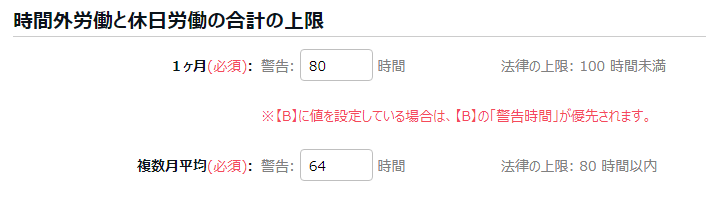 時間外労働と休日労働の合計の上限
1ヶ月(必須): 警告: 80 時間 法律の上限: 100 時間未満
※【B】に値を設定している場合は、【B】の「警告時間」が優先されます。
複数月平均(必須): 警告: 64 時間 法律の上限: 80 時間以内